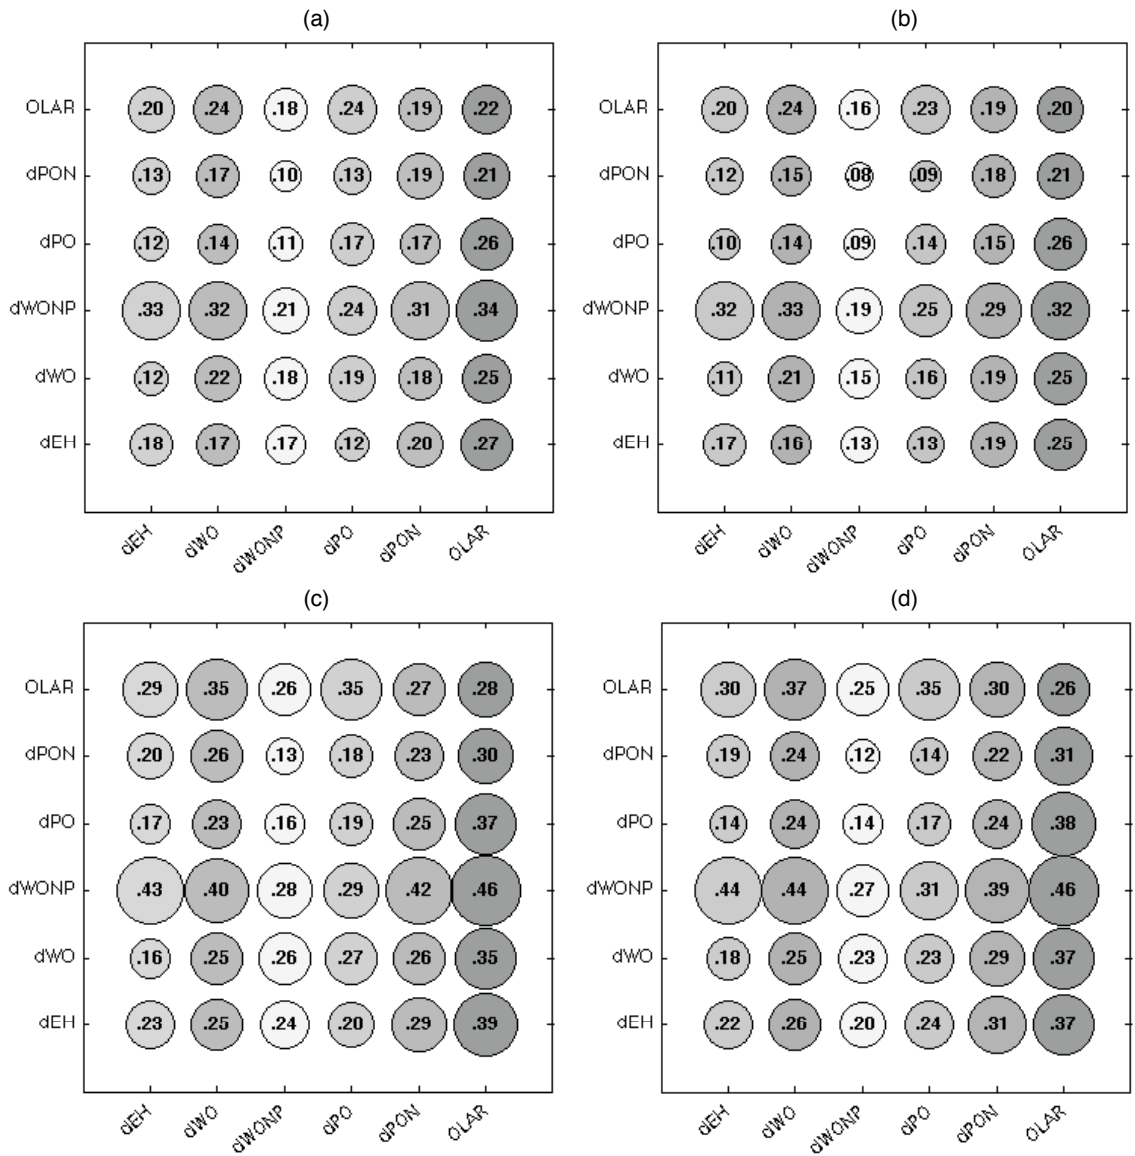 (a) (b)
OLAR .20 .24 .18 .24 .19 .22 OLAR .20 .24 .16 .23 .19 .20
dPON .13 .17 .10 .13 .19 .21 dPON .12 .15 .08 .09 .18 .21
dPO .12 .14 .11 .17 .17 .26 dPO .10 .14 .09 .14 .15 .26
dWONP .33 .32 .21 .24 .31 .34 dWONP .32 .33 .19 .25 .29 .32
dWO .12 .22 .18 .19 .18 .25 dWO .11 .21 .15 .16 .19 .25
dEH .18 .17 .17 .12 .20 .27 dEH .17 .16 .13 .13 .19 .25
dEH dWO dWONP dPO dPON OLAR dEH dWO dWONP dPO dPON OLAR
(c) (d)
OLAR .29 .35 .26 .35 .27 .28 OLAR .30 .37 .25 .35 .30 .26
dPON .20 .26 .13 .18 .23 .30 dPON .19 .24 .12 .14 .22 .31
dPO .17 .23 .16 .19 .25 .37 dPO .14 .24 .14 .17 .24 .38
dWONP .43 .40 .28 .29 .42 .46 dWONP .44 .44 .27 .31 .39 .46
dWO .16 .25 .26 .27 .26 .35 dWO .18 .25 .23 .23 .29 .37
dEH .23 .25 .24 .20 .29 .39 dEH .22 .26 .20 .24 .31 .37
dEH dWO dWONP dPO dPON OLAR dEH dWO dWONP dPO dPON OLAR